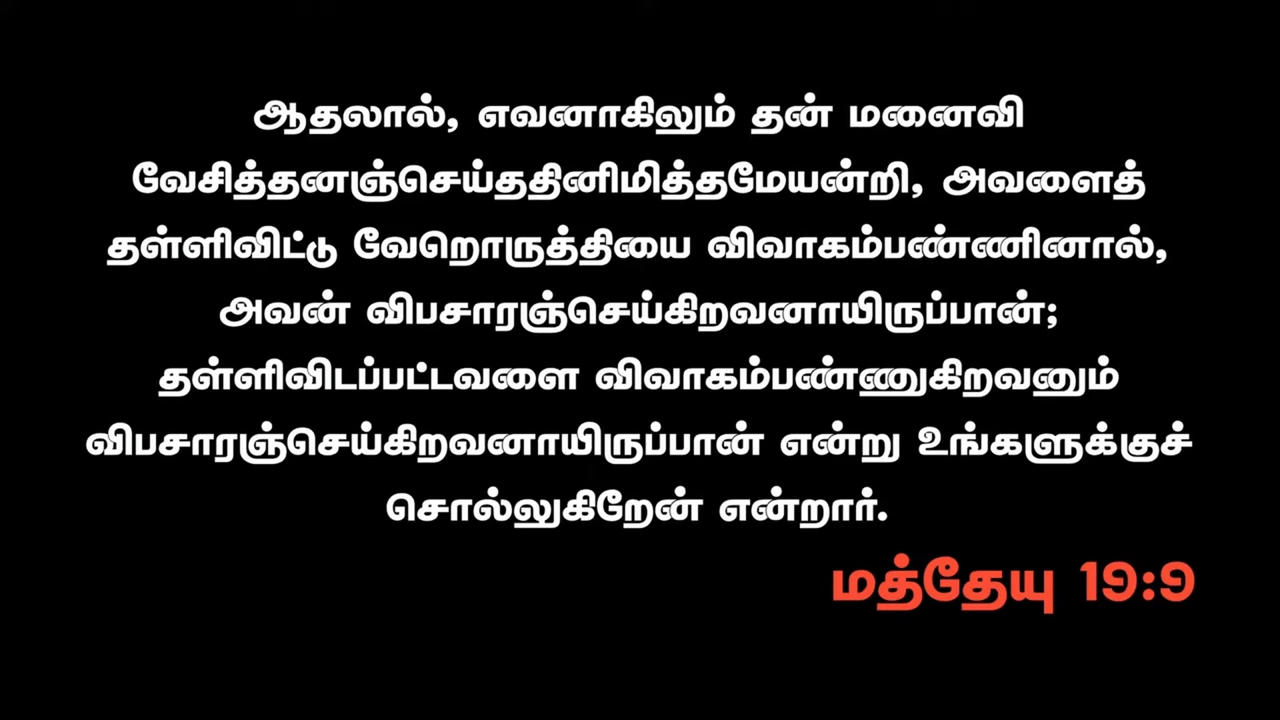 ஆதலால், எவனாகிலும் தன் மனைவி
வேசித்தனஞ்செய்ததினிமித்தமேயன்றி, அவளைத்
தள்ளிவிட்டு வேறொருத்தியை விவாகம்பண்ணினால்,
அவன் விபசாரஞ்செய்கிறவனாயிருப்பான்;
தள்ளிவிடப்பட்டவளை விவாகம்பண்ணுகிறவனும்
விபசாரஞ்செய்கிறவனாயிருப்பான் என்று உங்களுக்குச்
சொல்லுகிறேன் என்றார்.
மத்தேயு 19:9